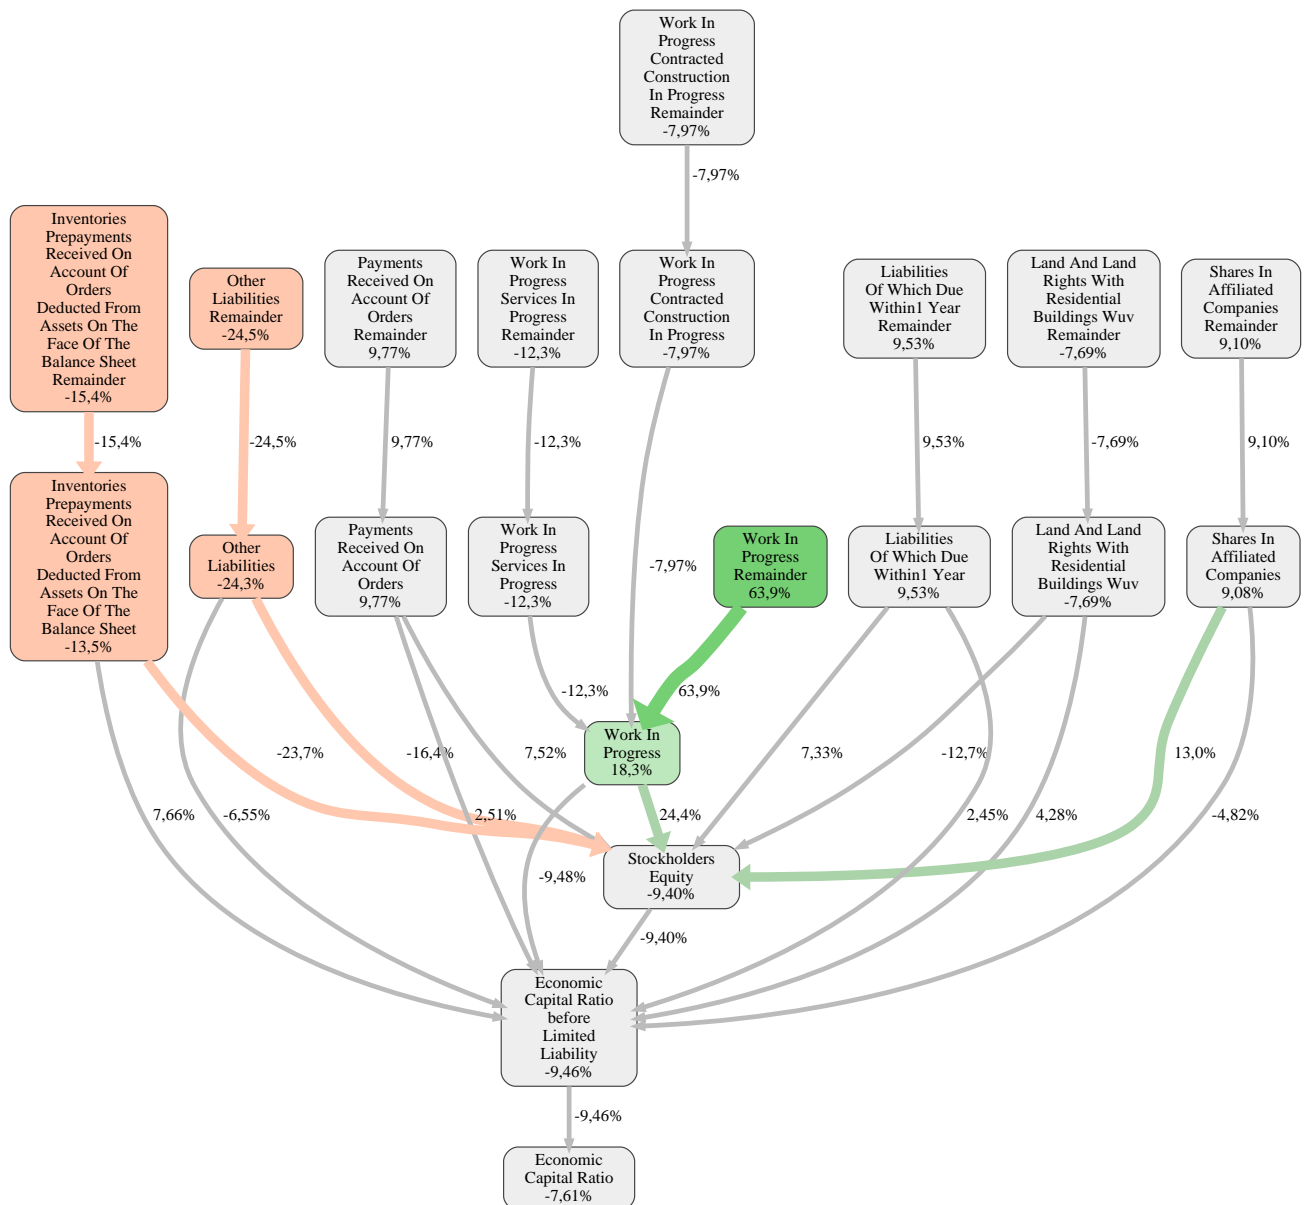 Work In
Progress
Contracted
Construction
In Progress
Remainder
-7,97%
-7,97%
Inventories
Prepayments
Received On
Account Of
Orders
Deducted From
Assets On The
Face Of The
Balance Sheet
Remainder
-15,4%
Other
Liabilities
Remainder
-24,5%
Payments
Received On
Account Of
Orders
Remainder
9,77%
Work In
Progress
Services In
Progress
Remainder
-12,3%
Work In
Progress
Contracted
Construction
In Progress
-7,97%
Liabilities
Of Which Due
Within1 Year
Remainder
9,53%
Land And Land
Rights With
Residential
Buildings Wuv
Remainder
-7,69%
Shares In
Affiliated
Companies
Remainder
9,10%
-15,4%
-24,5%
9,77%
-12,3%
9,53%
-7,69%
9,10%
Inventories
Prepayments
Received On
Account Of
Orders
Deducted From
Assets On The
Face Of The
Balance Sheet
-13,5%
Other
Liabilities
-24,3%
Payments
Received On
Account Of
Orders
9,77%
Work In
Progress
Services In
Progress
-12,3%
-7,97%
Work In
Progress
Remainder
63,9%
Liabilities
Of Which Due
Within1 Year
9,53%
Land And Land
Rights With
Residential
Buildings Wuv
-7,69%
Shares In
Affiliated
Companies
9,08%
-12,3%
63,9%
-23,7%
-16,4%
7,52%
Work In
Progress
18,3%
7,33%
-12,7%
13,0%
7,66%
-6,55%
2,51%
24,4%
2,45%
4,28%
-4,82%
-9,48%
Stockholders
Equity
-9,40%
-9,40%
Economic
Capital Ratio
before
Limited
Liability
-9,46%
-9,46%
Economic
Capital Ratio
-7,61%